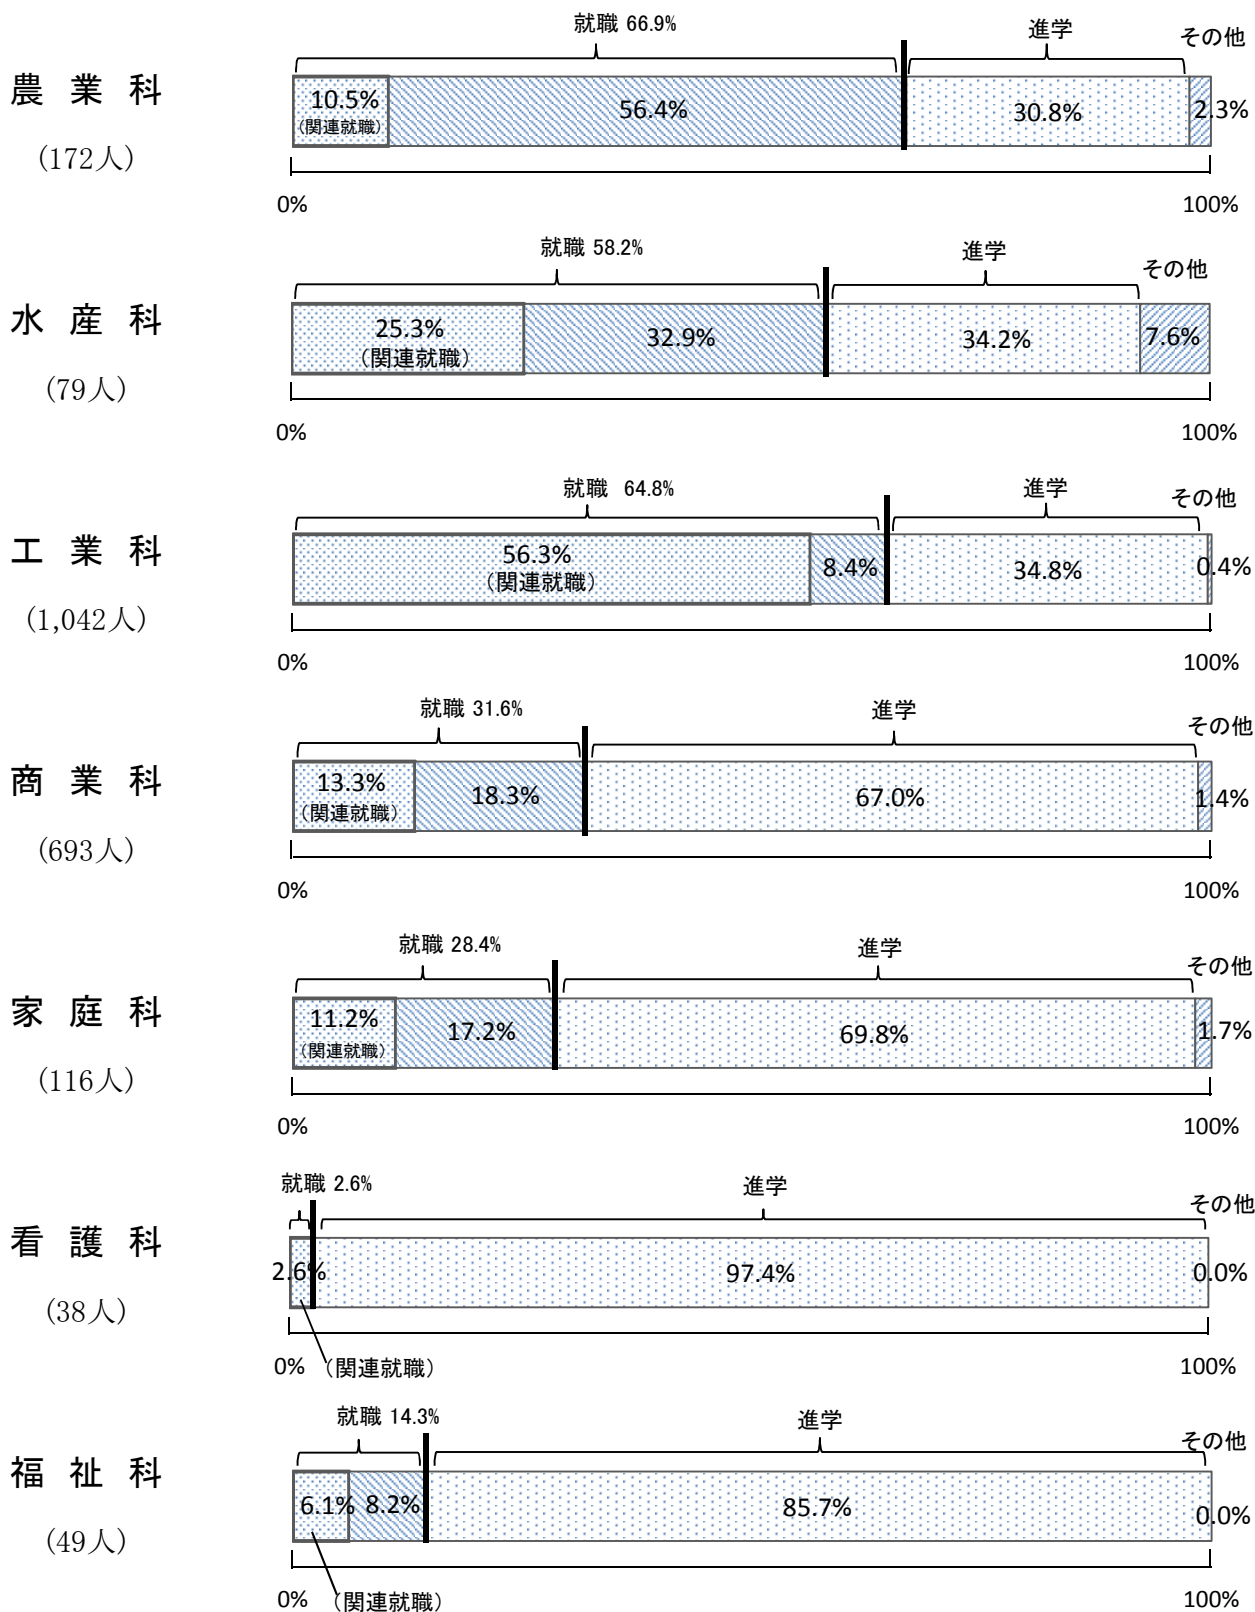 就職 66.9%
進学
その他
農業科
10.5%
(関連就職)
56.4%
30.8%
2.3%
(172人)
0%
100%
就職 58.2%
進学
その他
水産科
25.3%
(関連就職)
32.9%
34.2%
7.6%
(79人)
0%
100%
就職 64.8%
進学
その他
工業科
56.3%
(関連就職)
8.4%
34.8%
0.4%
(1,042人)
0%
100%
就職 31.6%
進学
その他
商業科
13.3%
(関連就職)
18.3%
67.0%
1.4%
(693人)
0%
100%
就職 28.4%
進学
その他
家庭科
11.2%
(関連就職)
17.2%
69.8%
1.7%
(116人)
0%
100%
就職 2.6%
進学
その他
看護科
2.6%
97.4%
0.0%
(38人)
0%
(関連就職)
100%
就職 14.3%
進学
その他
福祉科
6.1%
8.2%
85.7%
0.0%
(49人)
0%
(関連就職)
100%